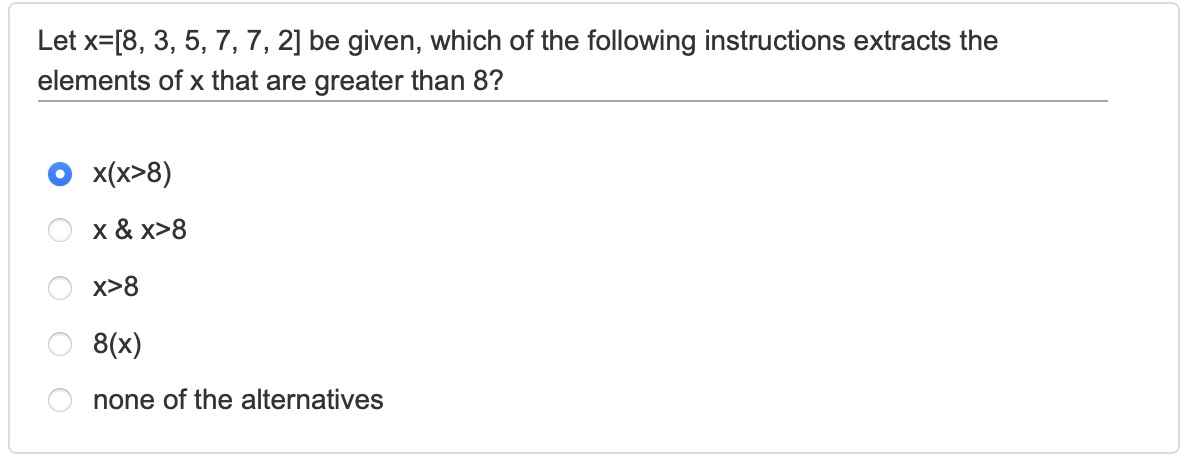 Let x=[8, 3, 5, 7, 7, 2] be given, which of the following instructions extracts the
elements of x that are greater than 8?
x(x>8)
x & x>8
x>8
8(x)
none of the alternatives